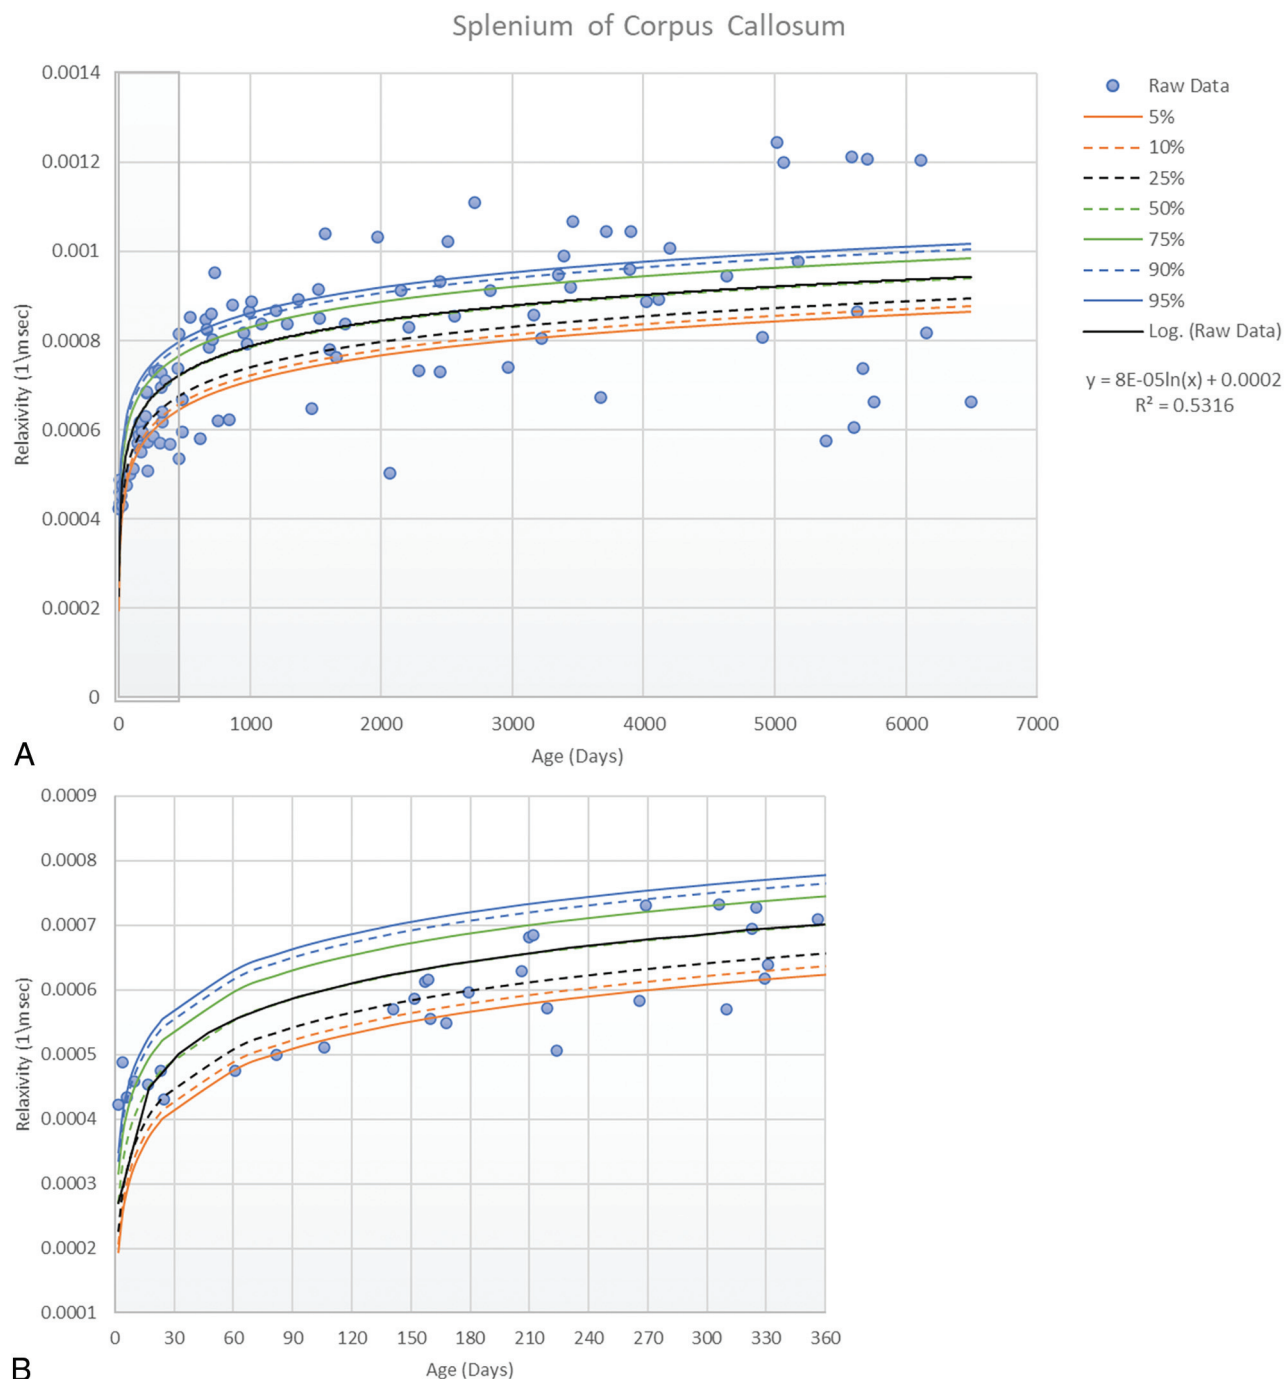 Splenium of Corpus Callosum
0.0014
0.0012
0.001
0.0008
0.0006
0.0004
0.0002
0
Relaxivity (1\msec)
0 1000 2000 3000 4000 5000 6000 7000
Age (Days)
Raw Data
5%
10%
25%
50%
75%
90%
95%
Log. (Raw Data)
y = 8E-05ln(x) + 0.0002
R² = 0.5316
A
0.0009
0.0008
0.0007
0.0006
0.0005
0.0004
0.0003
0.0002
0.0001
Relaxivity (1\msec)
0 30 60 90 120 150 180 210 240 270 300 330 360
Age (Days)
B